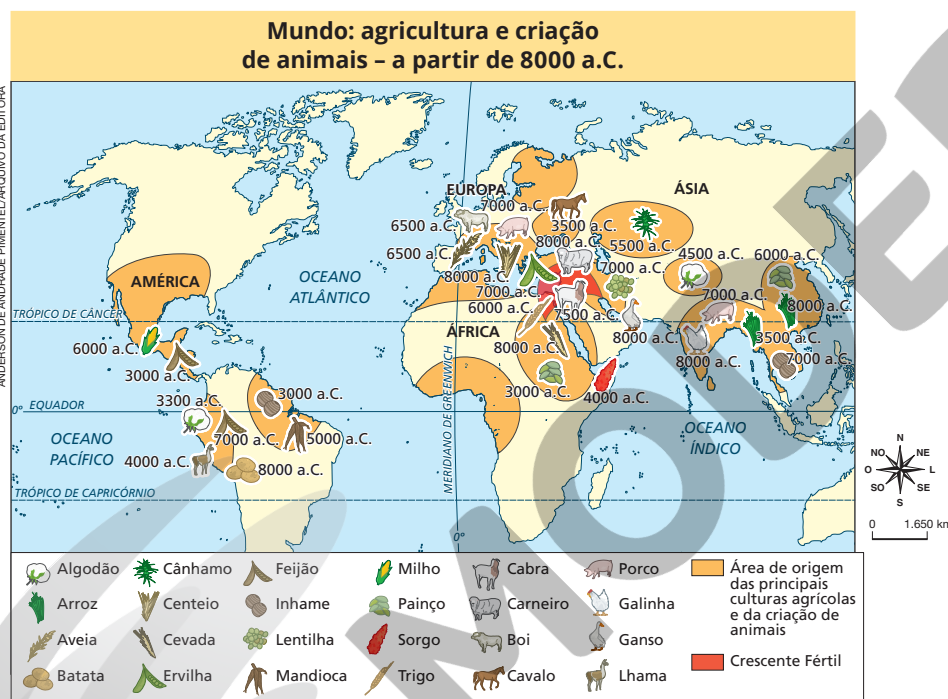 Mundo: agricultura e criação
de animais – a partir de 8000 a.C.
ANDERSON DE ANDRADE PIMENTEL/ARQUIVO DA EDITORA
EUROPA
ÁSIA
7000 a.C.
6500 a.C.
3500 a.C.
8000 a.C.
5500 a.C.
4500 a.C.
6000 a.C.
6500 a.C.
AMÉRICA
OCEANO
ATLÂNTICO
8000 a.C.
7000 a.C.
7000 a.C.
7000 a.C.
8000 a.C.
TRÓPICO DE CÂNCER
6000 a.C.
7500 a.C.
ÁFRICA
8000 a.C.
8000 a.C.
3500 a.C.
6000 a.C.
8000 a.C.
7000 a.C.
3000 a.C.
3000 a.C.
4000 a.C.
3300 a.C.
3000 a.C.
0° EQUADOR
MERIDIANO DE GREENWICH
OCEANO
PACÍFICO
7000 a.C.
5000 a.C.
OCEANO
ÍNDICO
4000 a.C.
8000 a.C.
TRÓPICO DE CAPRICÓRNIO
0°
N
NO
NE
O
L
SO
SE
S
0 1.650 km
Algodão
Cânhamo
Feijão
Milho
Cabra
Porco
Arroz
Centeio
Inhame
Painço
Carneiro
Galinha
Aveia
Cevada
Lentilha
Sorgo
Boi
Ganso
Batata
Ervilha
Mandioca
Trigo
Cavalo
Lhama
Área de origem
das principais
culturas agrícolas
e da criação de
animais
Crescente Fértil
MODE